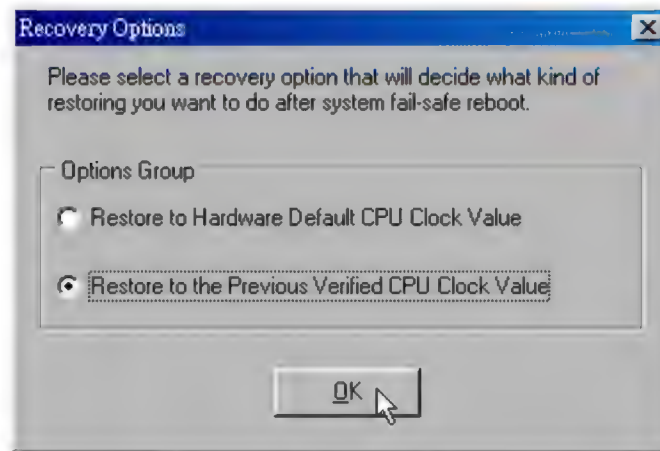 Recovery Options
Please select a recovery option that will decide what kind of
restoring you want to do after system fail-safe reboot.
Options Group
Restore to Hardware Default CPU Clock Value
Restore to the Previous Verified CPU Clock Value
OK